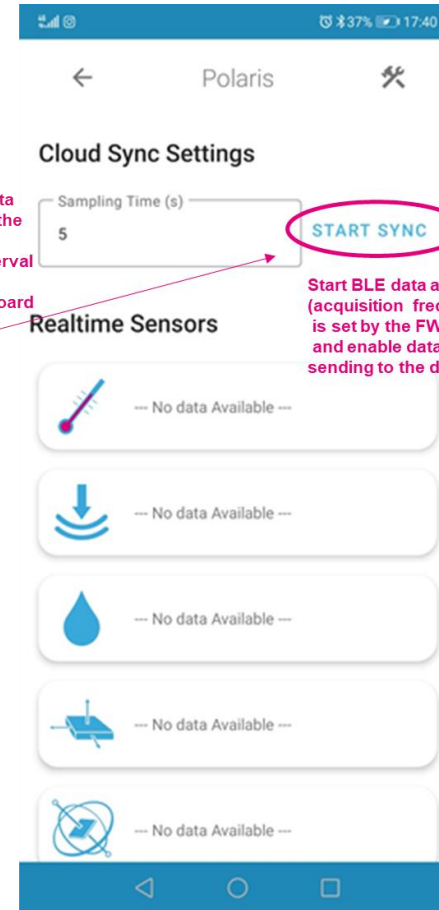 37% 17:40
Polaris
Cloud Sync Settings
Sampling Time (s)
5
START SYNC
ta
the
erval
oard
Start BLE data a
(acquisition freq
is set by the FW
and enable data
sending to the d
Realtime Sensors
--- No data Available ---
--- No data Available ---
--- No data Available ---
--- No data Available ---
--- No data Available ---